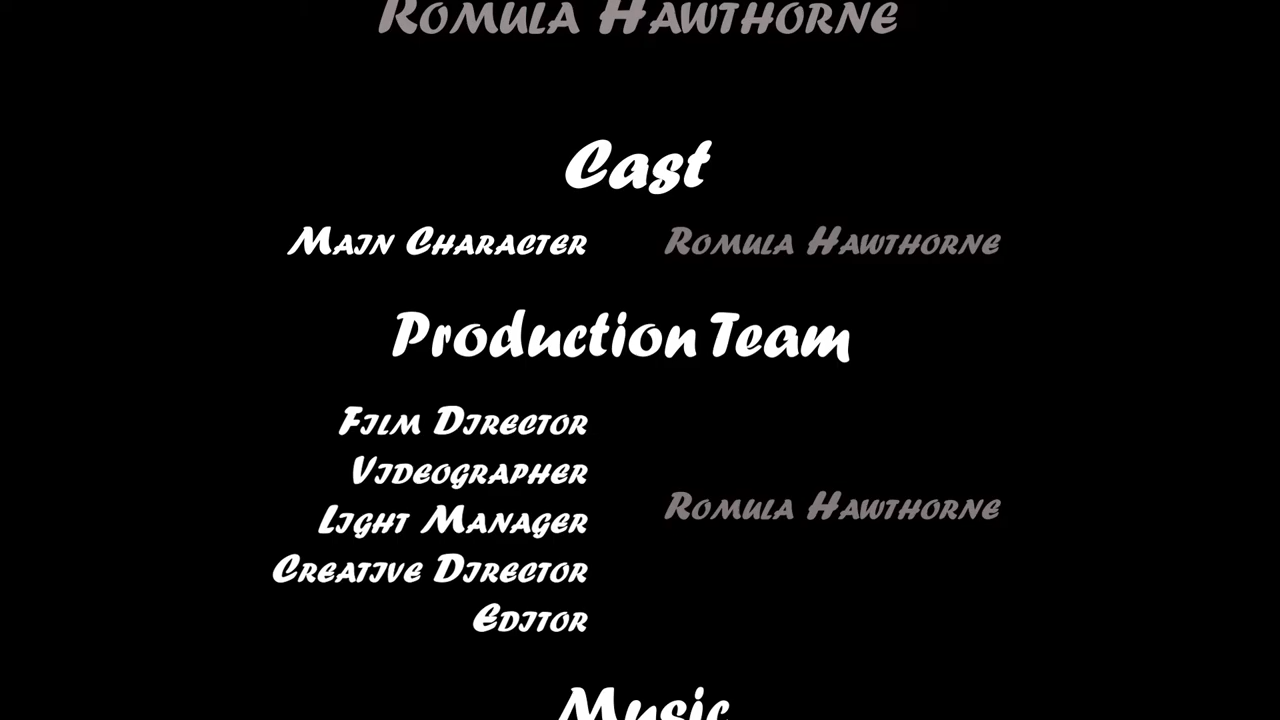 Romula Hawthorne
Cast
Main Character Romula Hawthorne
Production Team
Film Director
Videographer
Light Manager Romula Hawthorne
Creative Director
Editor
Music